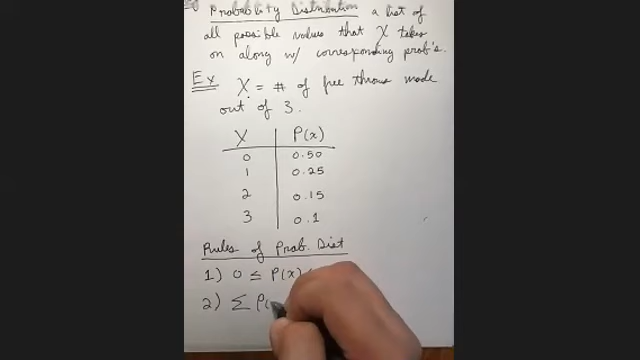 Probability Distribution a list of
all possible values that X takes
on along w/ corresponding prob's.
Ex X = # of free throws made
out of 3.
X P(x)
0 0.50
1 0.25
2 0.15
3 0.1
Rules of Prob. Dist
1) 0 ≤ P(x) ≤
2) Σ P(